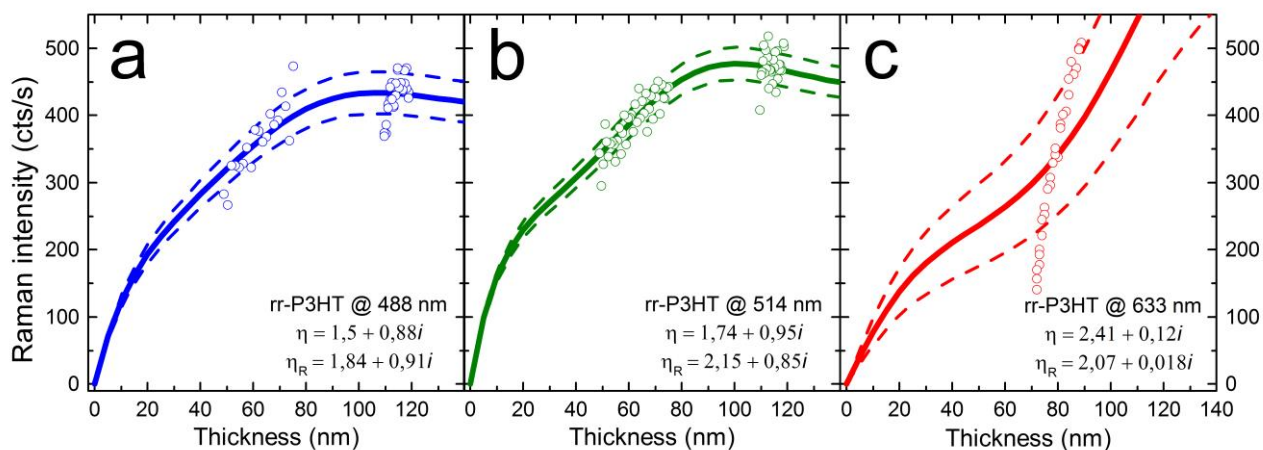 a
b
c
Raman intensity (cts/s)
500
400
300
200
100
0
rr-P3HT @ 488 nm
η = 1,5 + 0,88i
η_R = 1,84 + 0,91i
rr-P3HT @ 514 nm
η = 1,74 + 0,95i
η_R = 2,15 + 0,85i
rr-P3HT @ 633 nm
η = 2,41 + 0,12i
η_R = 2,07 + 0,018i
500
400
300
200
100
0
0 20 40 60 80 100 120
0 20 40 60 80 100 120
0 20 40 60 80 100 120 140
Thickness (nm)
Thickness (nm)
Thickness (nm)